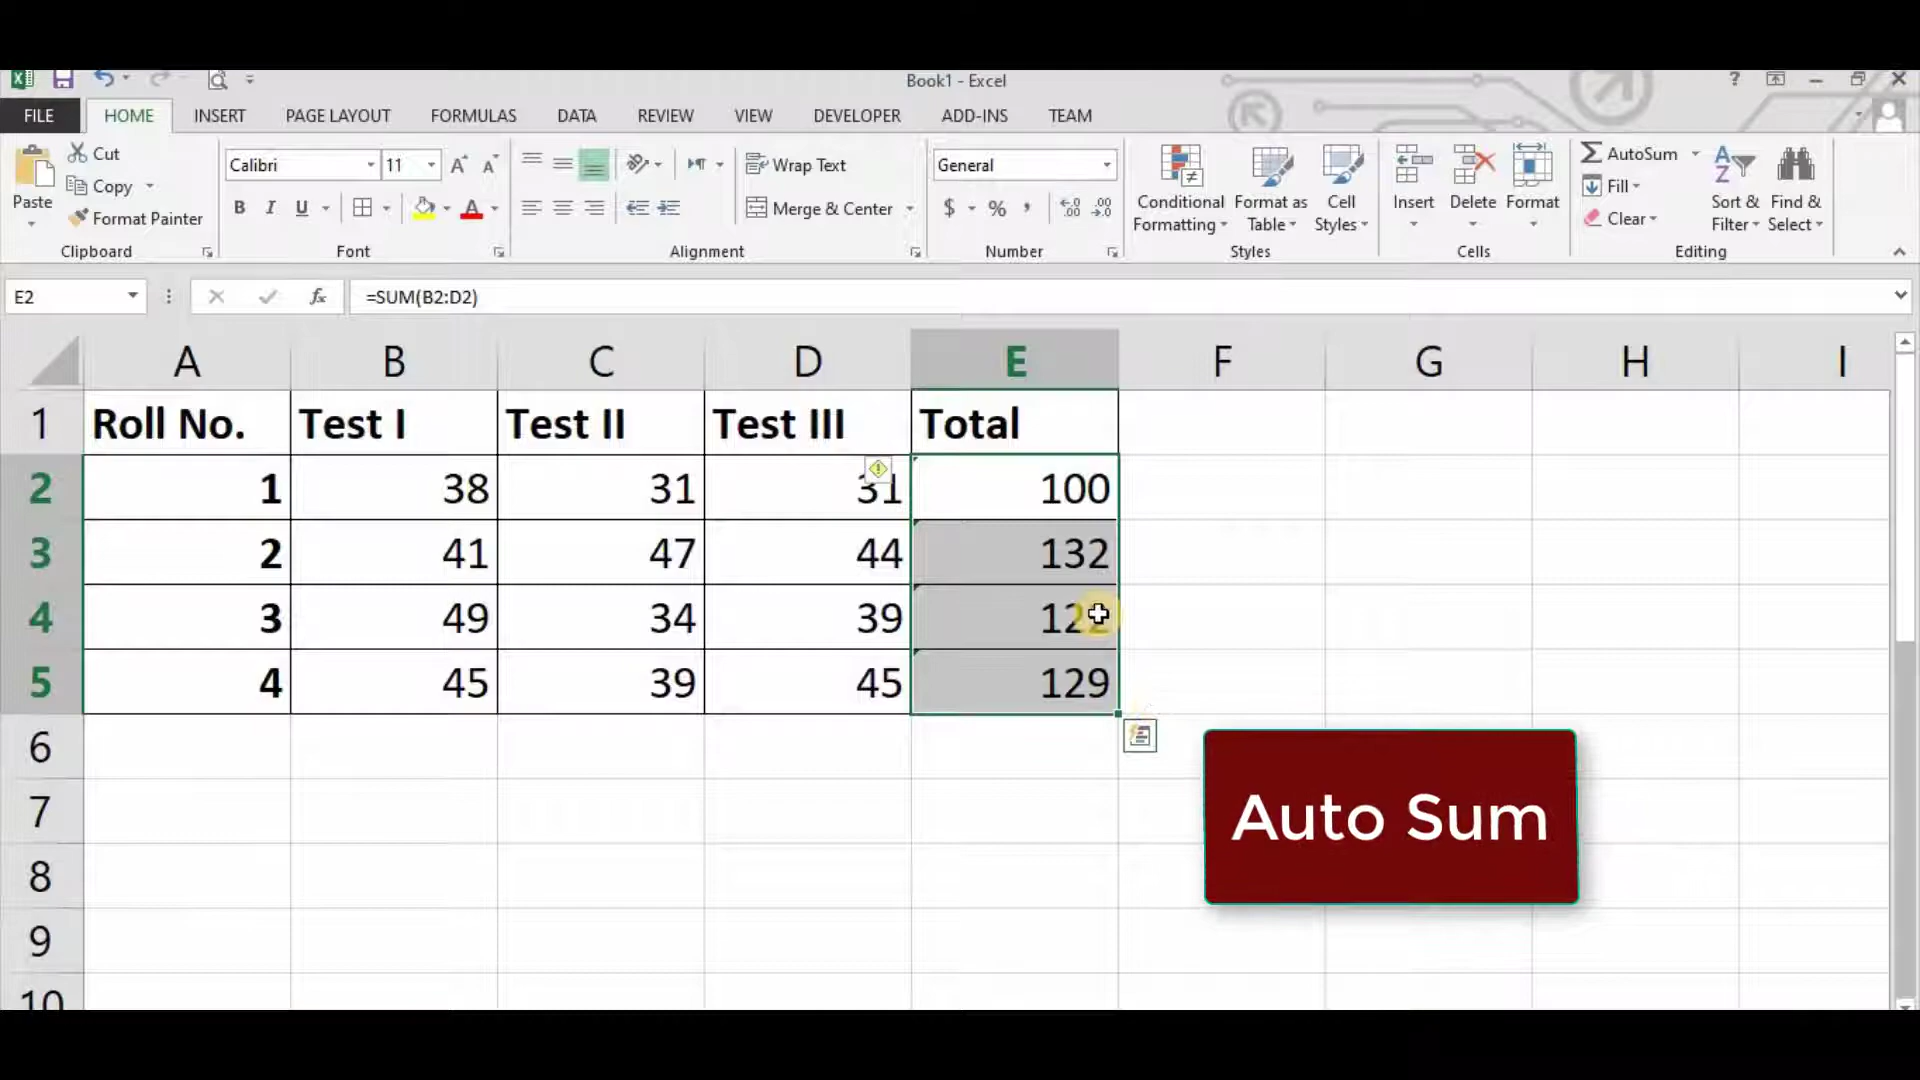 Book1 - Excel
?
FILE HOME INSERT PAGE LAYOUT FORMULAS DATA REVIEW VIEW DEVELOPER ADD-INS TEAM
Paste
Cut
Copy
Format Painter
Clipboard
Calibri 11
B I U
Font
Wrap Text
Merge & Center
Alignment
General
$ % ,
Number
Conditional Formatting
Format as Table
Cell Styles
Styles
Insert
Delete
Format
Cells
AutoSum
Fill
Clear
Sort & Filter
Find & Select
Editing
E2 fx =SUM(B2:D2)
A B C D E F G H I
1 Roll No. Test I Test II Test III Total
2 1 38 31 31 100
3 2 41 47 44 132
4 3 49 34 39 122
5 4 45 39 45 129
6
7
8
9
10
Auto Sum